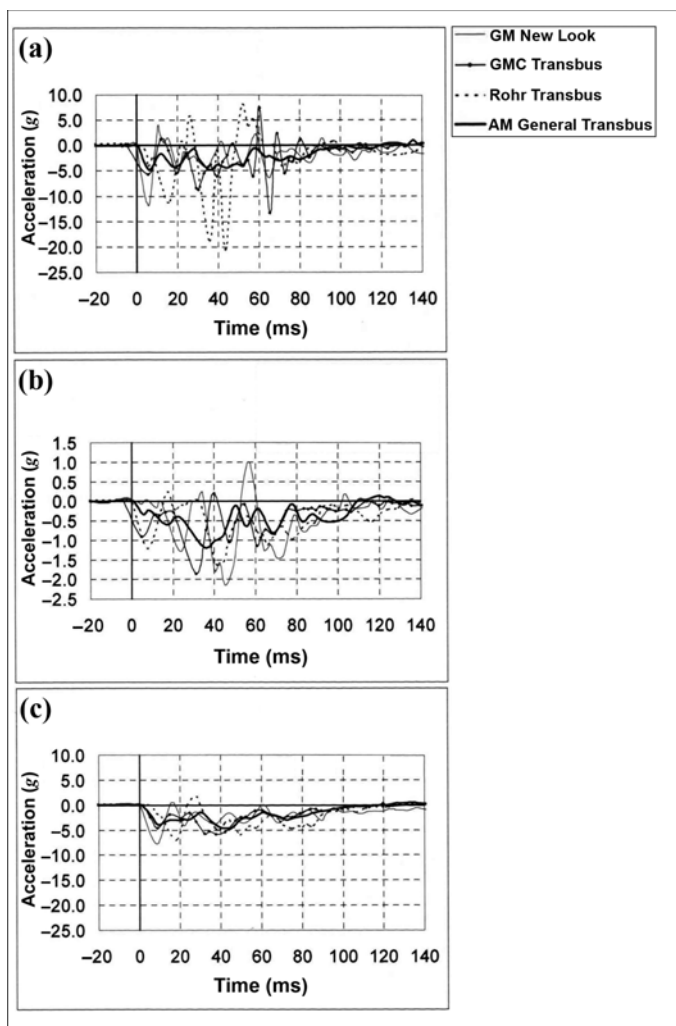 GM New Look
GMC Transbus
Rohr Transbus
AM General Transbus
(a)
10.0
5.0
0.0
–5.0
–10.0
–15.0
–20.0
–25.0
Acceleration (g)
–20 0 20 40 60 80 100 120 140
Time (ms)
(b)
1.5
1.0
0.5
0.0
–0.5
–1.0
–1.5
–2.0
–2.5
Acceleration (g)
–20 0 20 40 60 80 100 120 140
Time (ms)
(c)
10.0
5.0
0.0
–5.0
–10.0
–15.0
–20.0
–25.0
Acceleration (g)
–20 0 20 40 60 80 100 120 140
Time (ms)